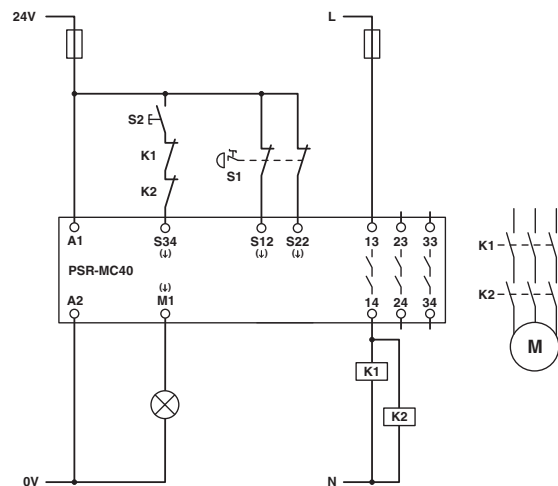 24V
L
S2
K1
S1
K2
A1
S34
S12
S22
13
23
33
(↓)
(↓)
(↓)
PSR-MC40
(↓)
A2
M1
14
24
34
K1
K2
M
K1
K2
0V
N